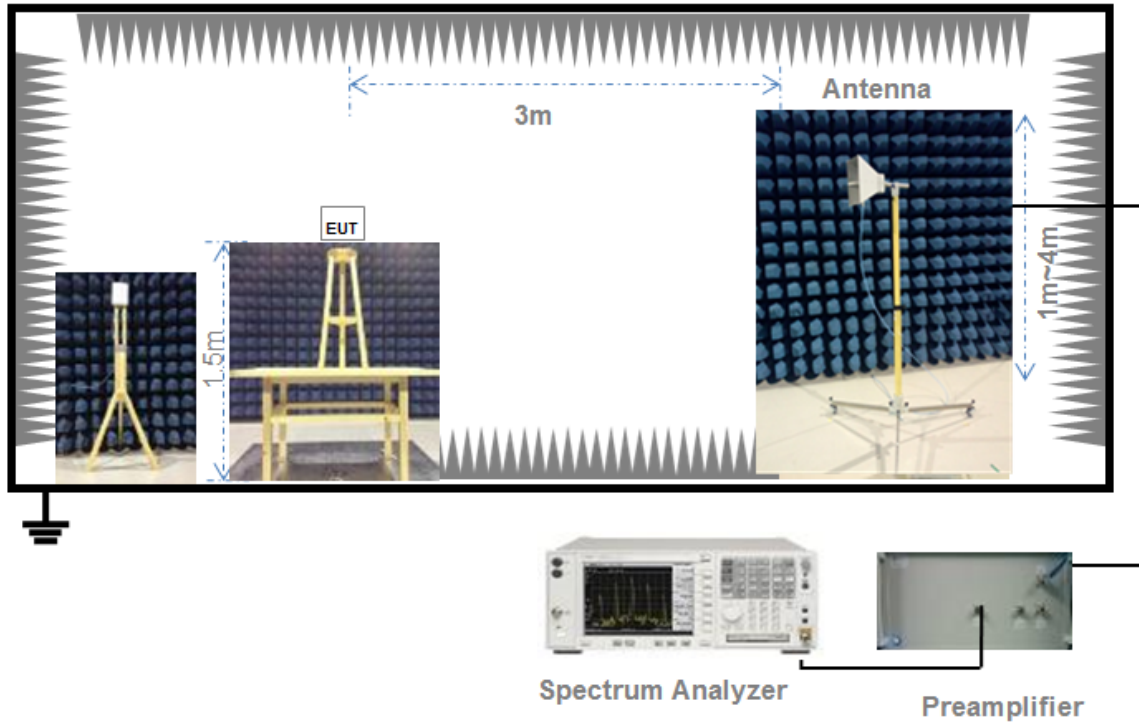 Antenna
3m
EUT
1.5m
1m~4m
Spectrum Analyzer
Preamplifier